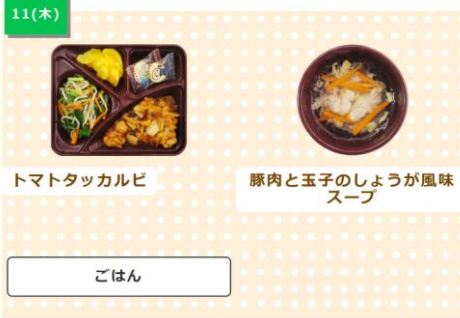 11(木)
トマトタッカルビ
豚肉と玉子のしょうが風味
スープ
ごはん